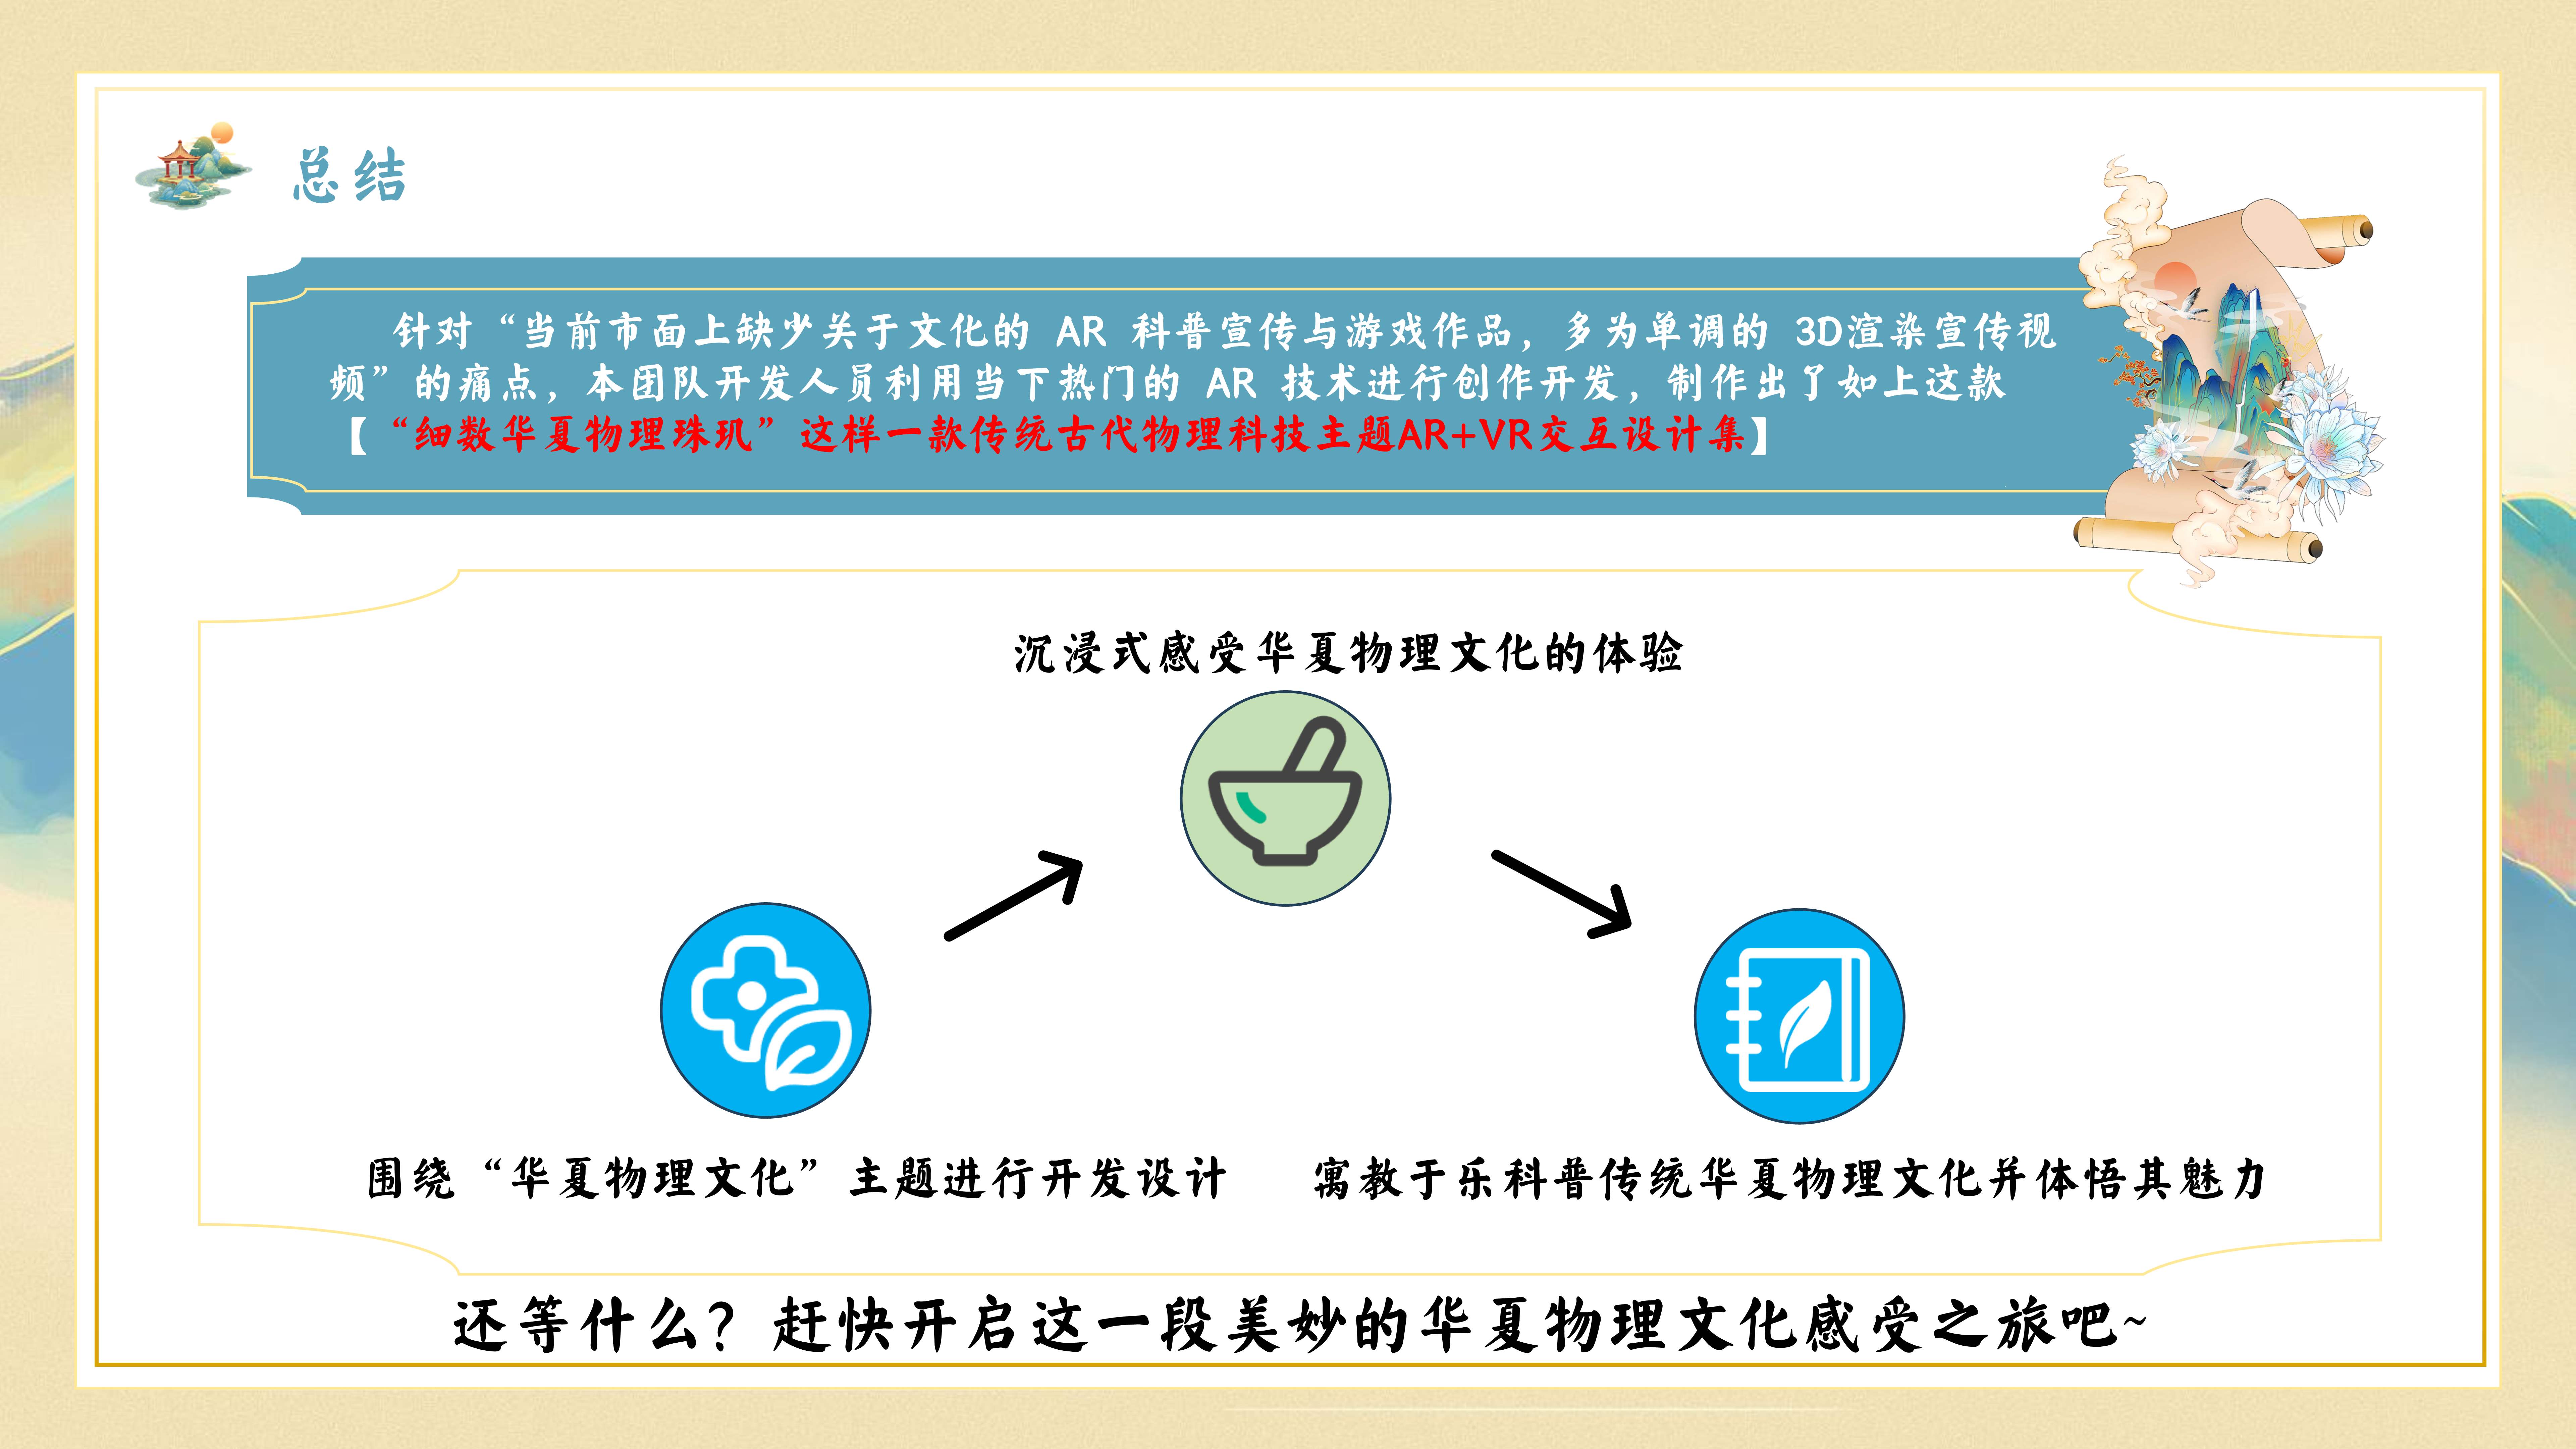 总结
针对“当前市面上缺少关于文化的 AR 科普宣传与游戏作品，多为单调的 3D渲染宣传视
频”的痛点，本团队开发人员利用当下热门的 AR 技术进行创作开发，制作出了如上这款
【“细数华夏物理珠玑”这样一款传统古代物理科技主题AR+VR交互设计集】
沉浸式感受华夏物理文化的体验
围绕“华夏物理文化”主题进行开发设计
寓教于乐科普传统华夏物理文化并体悟其魅力
还等什么？赶快开启这一段美妙的华夏物理文化感受之旅吧~